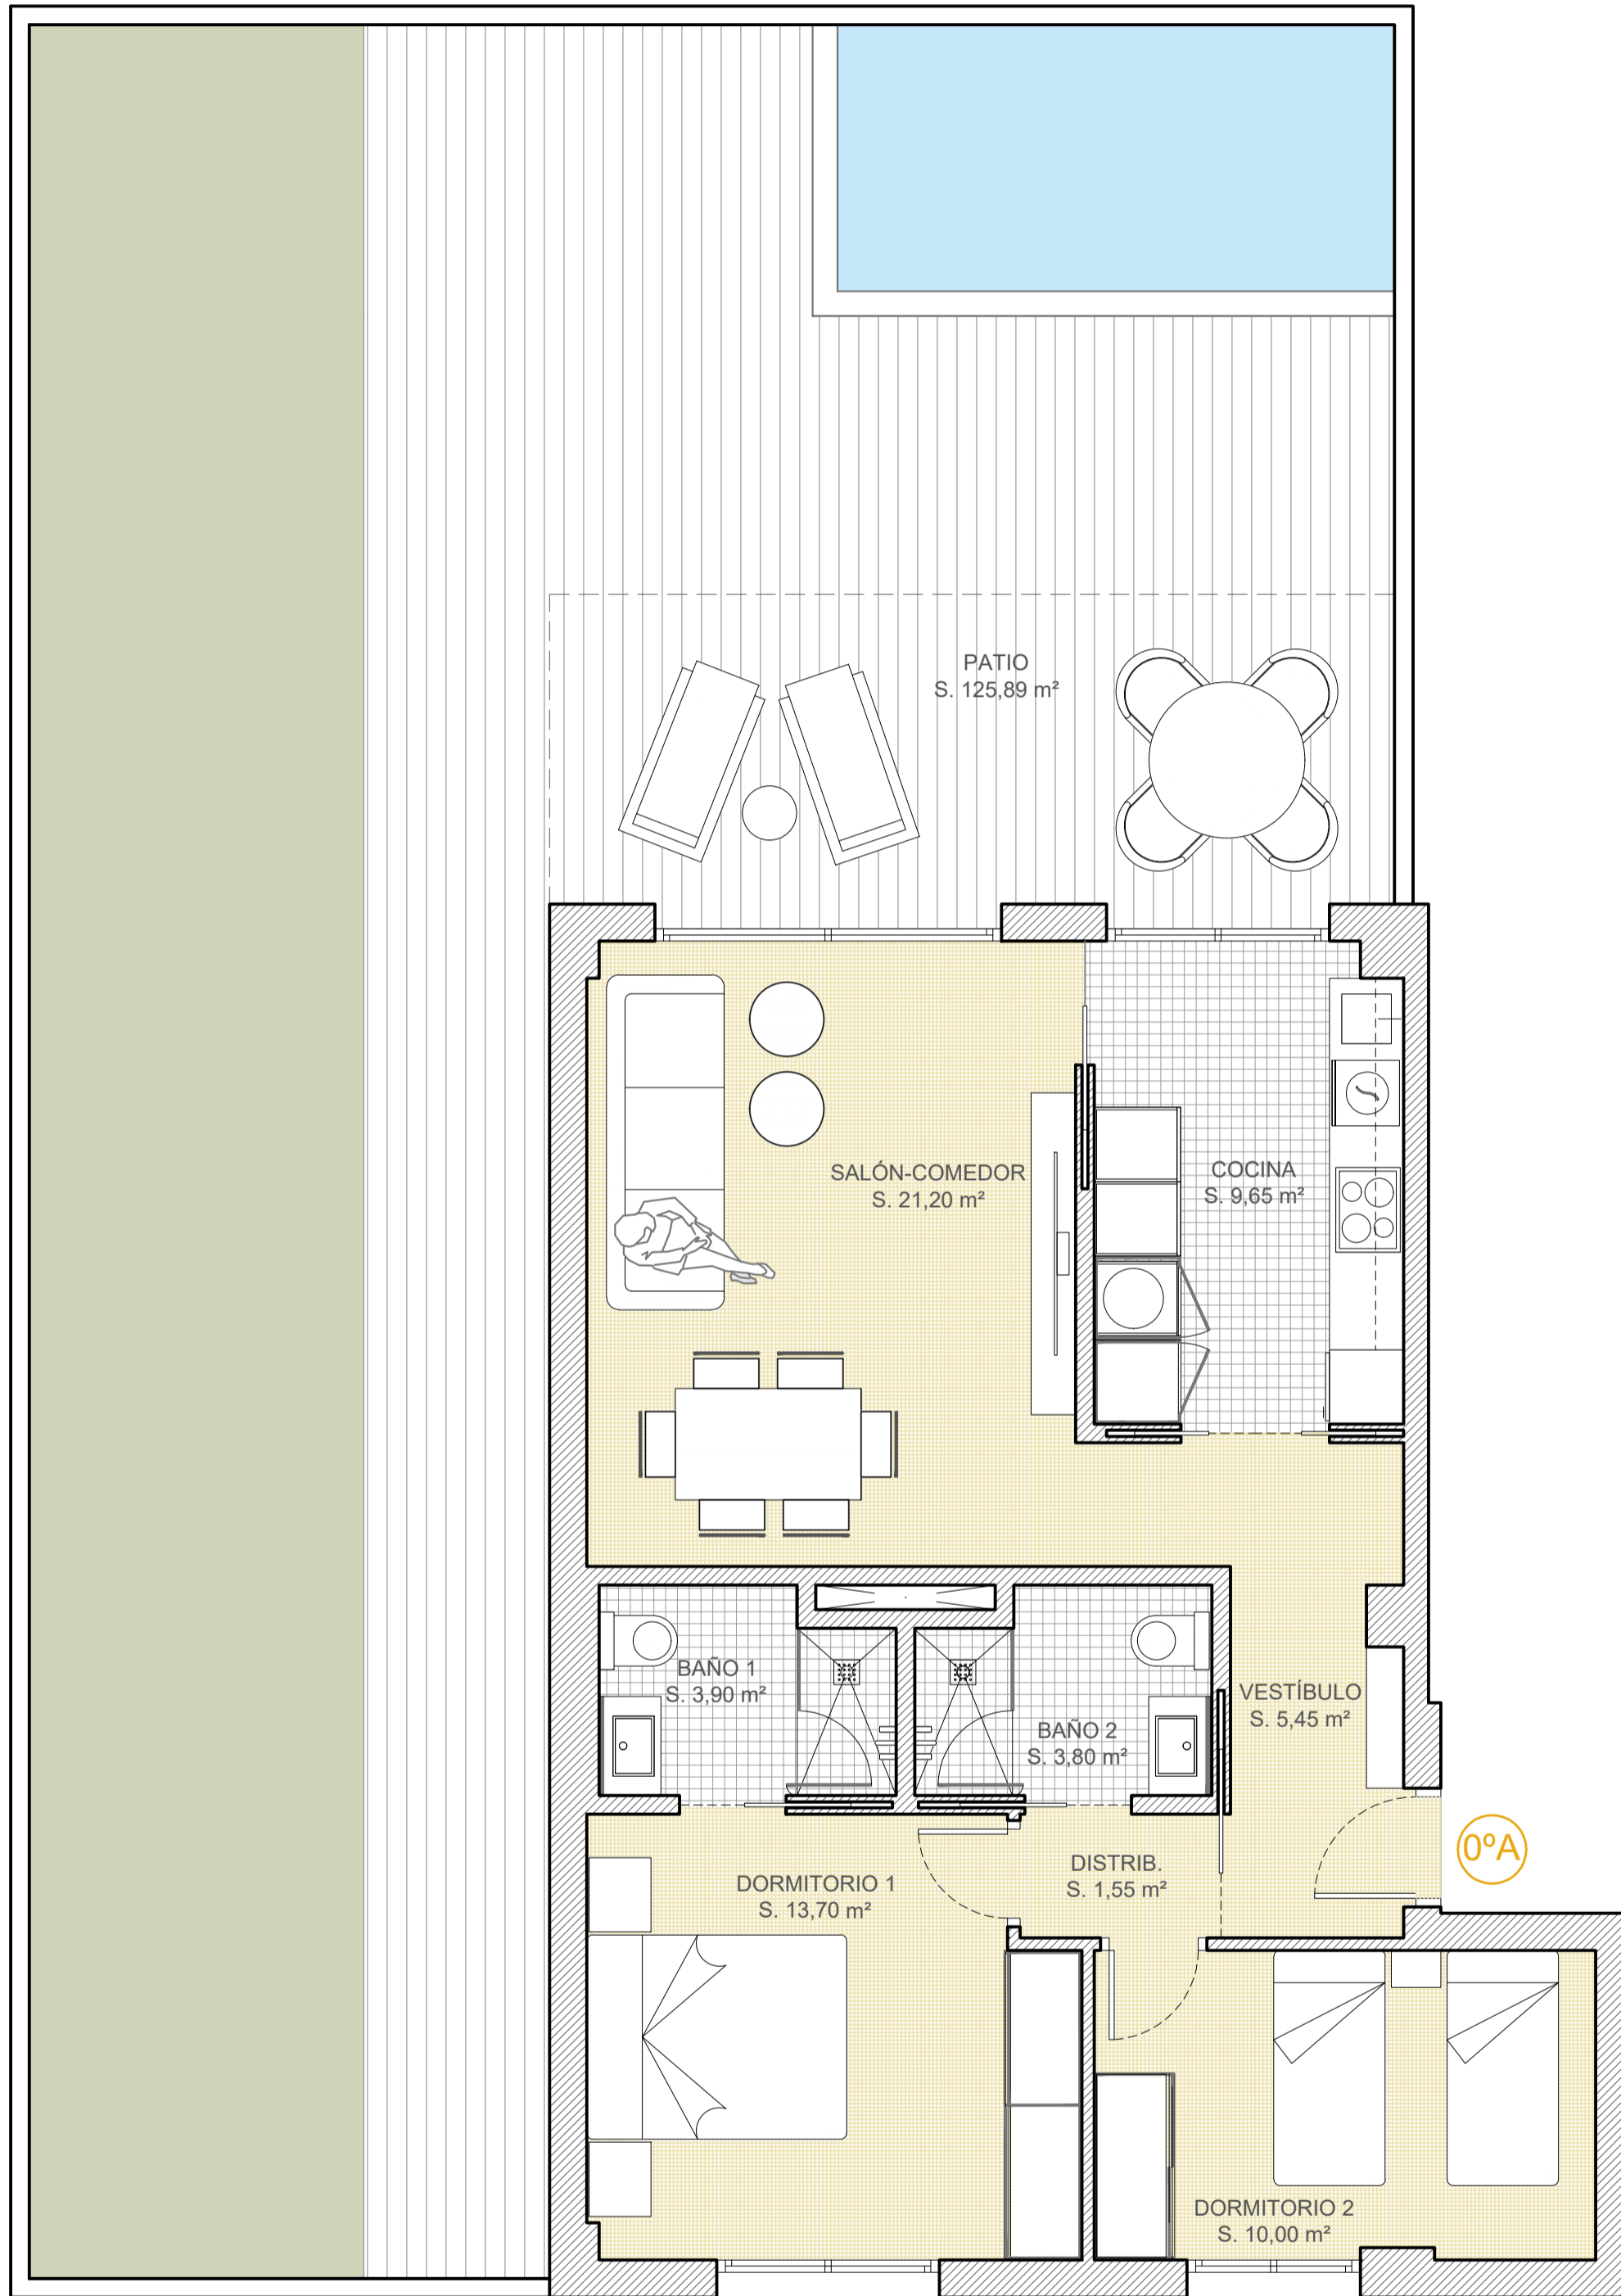 PATIO
S. 125,89 m²
SALÓN-COMEDOR
S. 21,20 m²
COCINA
S. 9,65 m²
BAÑO 1
S. 3,90 m²
BAÑO 2
S. 3,80 m²
VESTÍBULO
S. 5,45 m²
0ºA
DISTRIB.
S. 1,55 m²
DORMITORIO 1
S. 13,70 m²
DORMITORIO 2
S. 10,00 m²